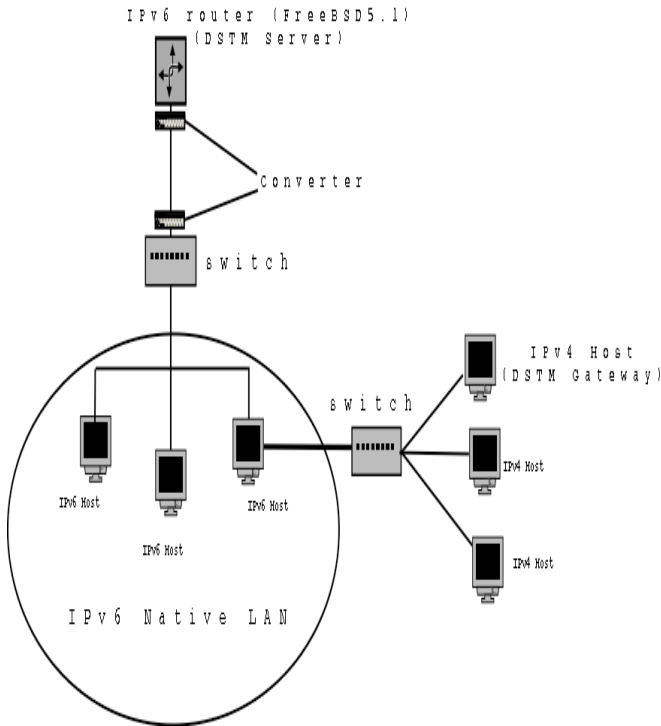 IPv6 router (FreeBSD5.1)
(DSTM Server)
Converter
switch
IPv4 Host
(DSTM Gateway)
switch
IPv4 Host
IPv6 Host
IPv6 Host
IPv6 Host
IPv4 Host
IPv6 Native LAN